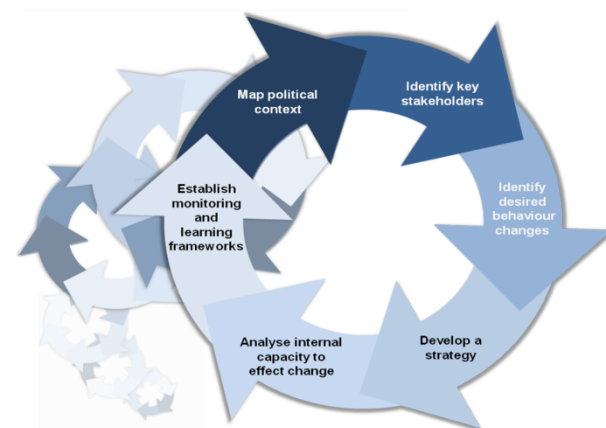 Map political
context
Identify key
stakeholders
Identify
desired
behaviour
changes
Develop a
strategy
Analyse internal
capacity to
effect change
Establish
monitoring
and
learning
frameworks